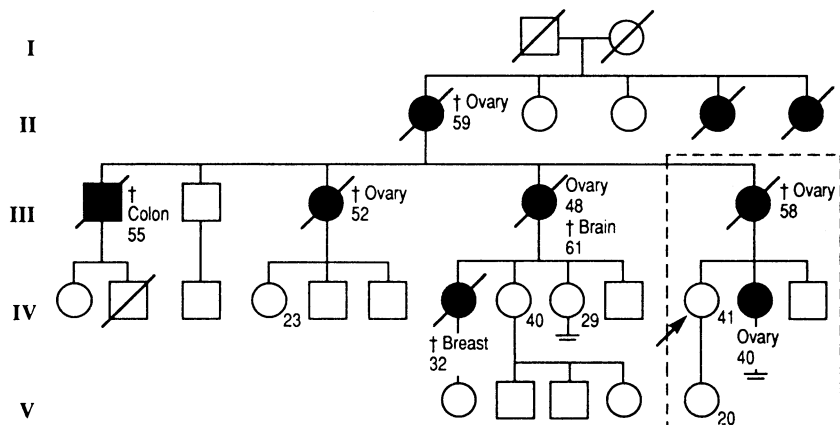 I
II
† Ovary
59
III
†
Colon
55
† Ovary
52
Ovary
48
† Brain
61
† Ovary
58
IV
23
† Breast
32
40
29
41
Ovary
40
V
20